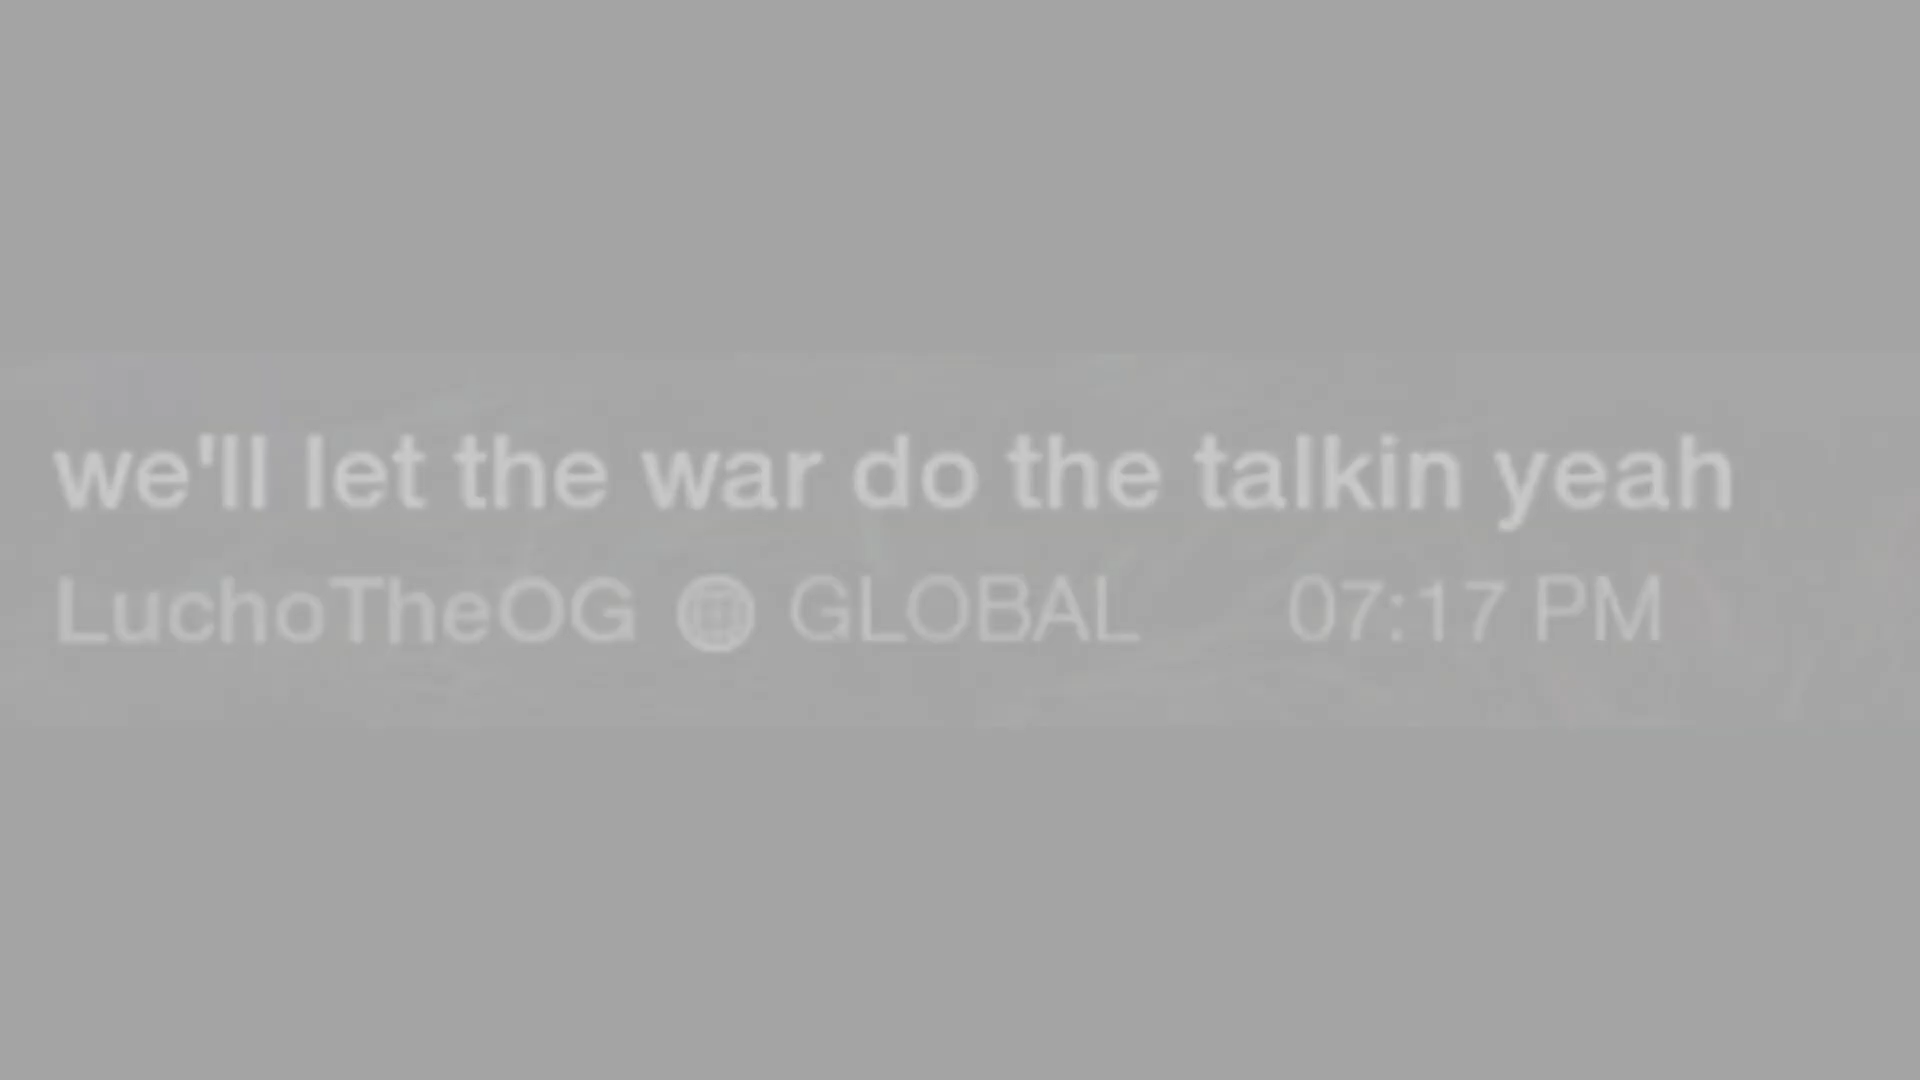 we'll let the war do the talkin yeah
LuchoTheOG GLOBAL 07:17 PM